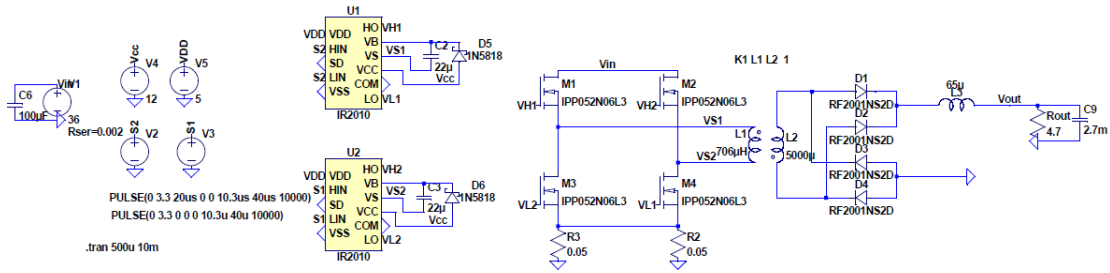 C6
100µF
Vin
V1
36
Rser=0.002
Vcc
V4
12
VDD
V5
5
S2
V2
S1
V3
PULSE(0 3.3 20us 0 0 10.3us 40us 10000)
PULSE(0 3.3 0 0 0 10.3u 40u 10000)
.tran 500u 10m
U1
VDD VDD HO VH1
S2 HIN VB
SD VS VS1
S2 LIN VCC
VSS COM
LO VL1
IR2010
C2
22µ
D5
1N5818
Vcc
U2
VDD VDD HO VH2
S1 HIN VB
SD VS VS2
S1 LIN VCC
VSS COM
LO VL2
IR2010
C3
22µ
D6
1N5818
Vcc
Vin
M1
VH1 IPP052N06L3
M2
VH2 IPP052N06L3
VS1
VS2
M3
VL2 IPP052N06L3
M4
VL1 IPP052N06L3
R3
0.05
R2
0.05
K1 L1 L2 1
L1
706µH
L2
5000µ
D1
RF2001NS2D
D2
RF2001NS2D
D3
RF2001NS2D
D4
RF2001NS2D
65µ
L3
Vout
Rout
4.7
C9
2.7m